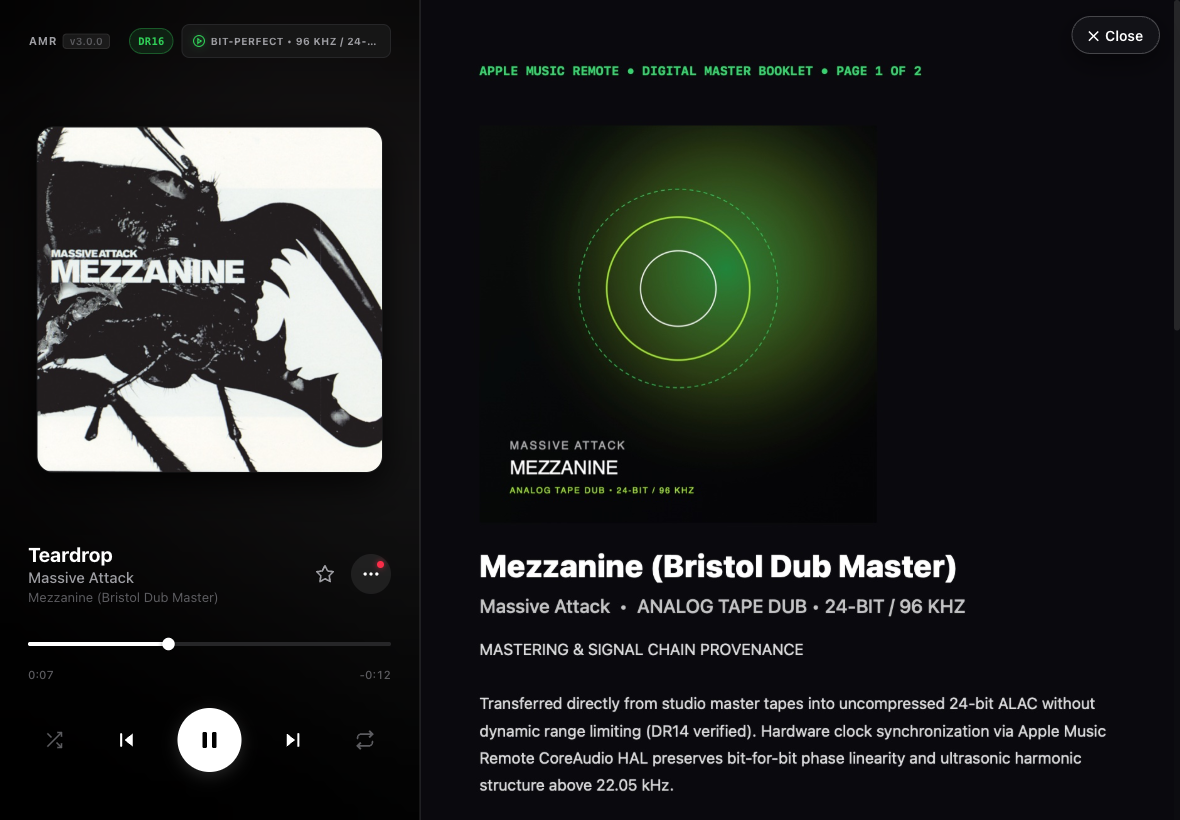 AMR v3.0.0 DR16 BIT-PERFECT • 96 KHZ / 24-...
MASSIVE ATTACK
MEZZANINE
Teardrop
Massive Attack
Mezzanine (Bristol Dub Master)
0:07 -0:12
Close
APPLE MUSIC REMOTE • DIGITAL MASTER BOOKLET • PAGE 1 OF 2
MASSIVE ATTACK
MEZZANINE
ANALOG TAPE DUB • 24-BIT / 96 KHZ
Mezzanine (Bristol Dub Master)
Massive Attack • ANALOG TAPE DUB • 24-BIT / 96 KHZ
MASTERING & SIGNAL CHAIN PROVENANCE
Transferred directly from studio master tapes into uncompressed 24-bit ALAC without
dynamic range limiting (DR14 verified). Hardware clock synchronization via Apple Music
Remote CoreAudio HAL preserves bit-for-bit phase linearity and ultrasonic harmonic
structure above 22.05 kHz.